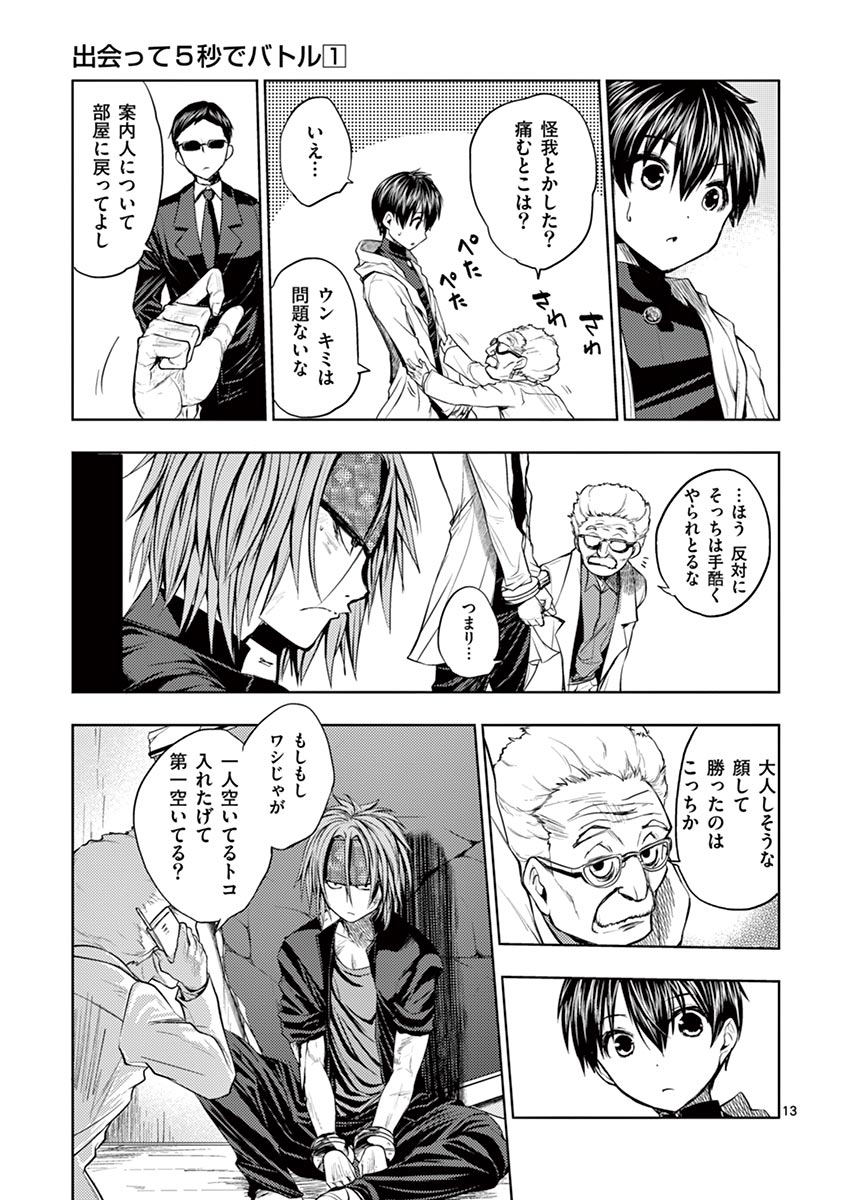 出会って5秒でバトル1
怪我とかした？
痛むとこは？
いえ…
ぺた
ぺた
さわ
さわ
ウン キミは
問題ないな
案内人について
部屋に戻ってよし
…ほう 反対に
そっちは手酷く
やられとるな
つまり…
大人しそうな
顔して
勝ったのは
こっちか
もしもし
ワシじゃが
一人空いてるトコ
入れたげて
第一空いてる？
13